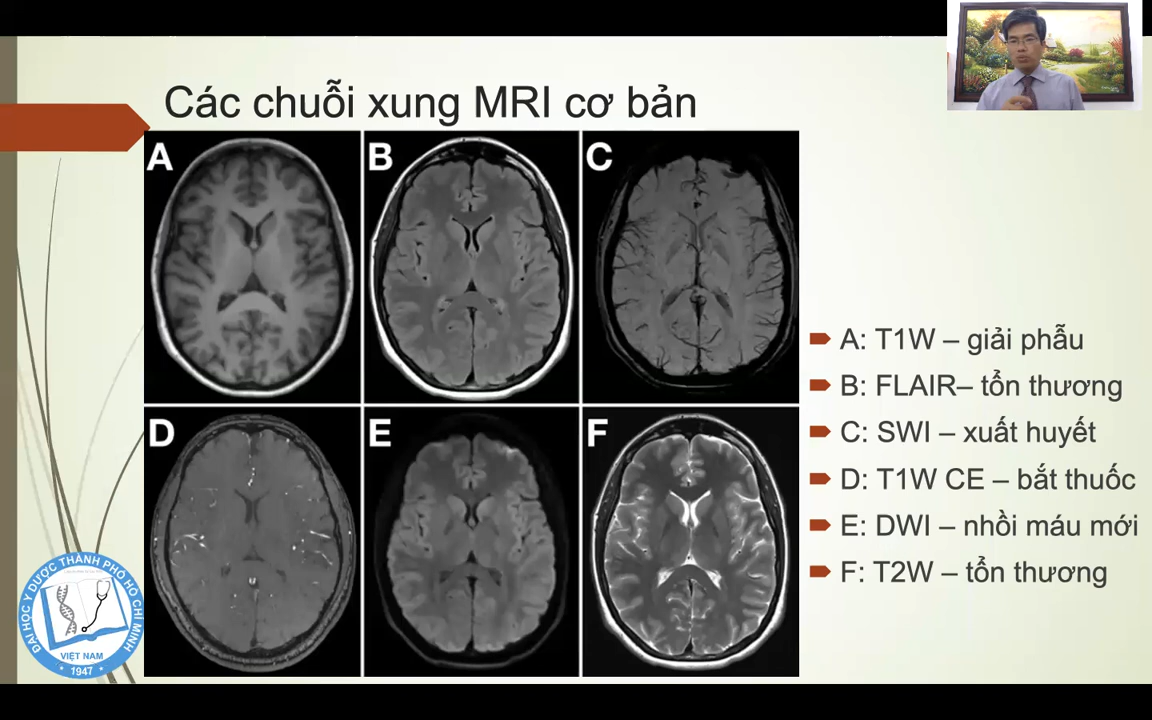 Các chuỗi xung MRI cơ bản
A
B
C
D
E
F
A: T1W – giải phẫu
B: FLAIR– tổn thương
C: SWI – xuất huyết
D: T1W CE – bắt thuốc
E: DWI – nhồi máu mới
F: T2W – tổn thương
ĐẠI HỌC Y DƯỢC THÀNH PHỐ HỒ CHÍ MINH
VIỆT NAM
1947